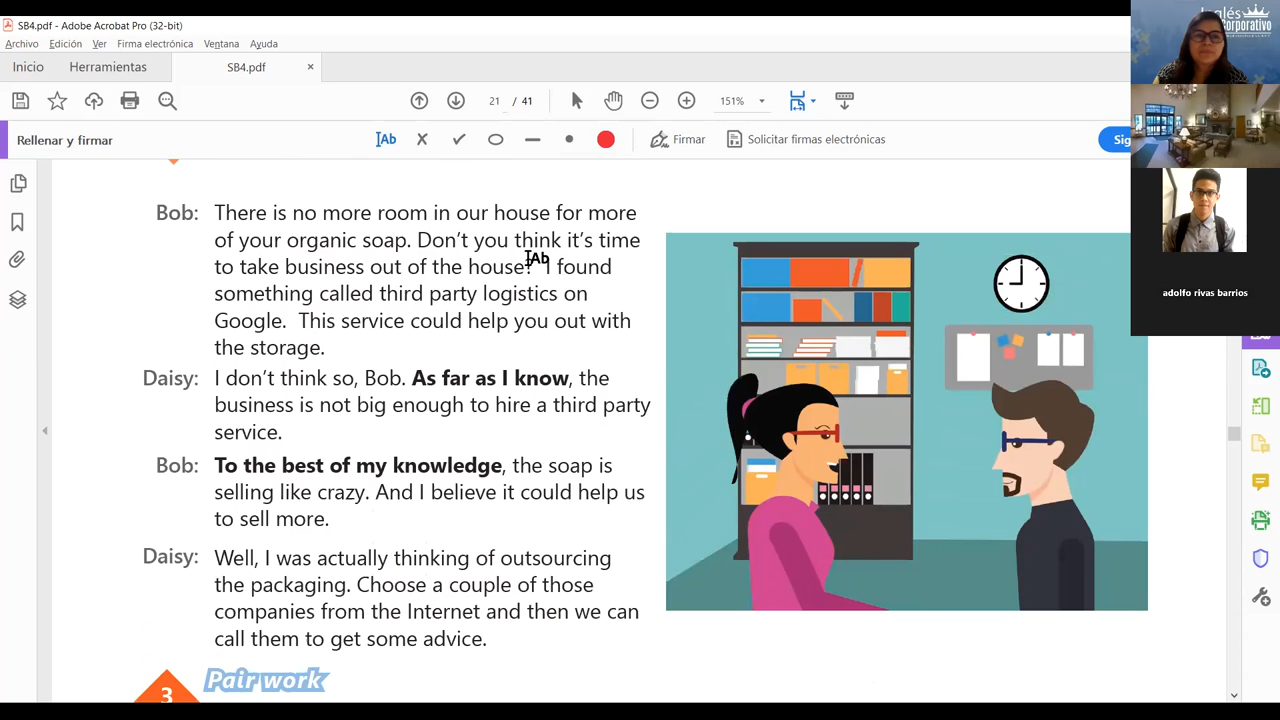 SB4.pdf - Adobe Acrobat Pro (32-bit)
Archivo Edición Ver Firma electrónica Ventana Ayuda
Inicio Herramientas SB4.pdf ×
21 / 41 151%
Rellenar y firmar Ab Firmar Solicitar firmas electrónicas Sig
Inglés
Corporativo
adolfo rivas barrios
Bob: There is no more room in our house for more
of your organic soap. Don't you think it's time
to take business out of the house? I found
something called third party logistics on
Google. This service could help you out with
the storage.
Daisy: I don't think so, Bob. As far as I know, the
business is not big enough to hire a third party
service.
Bob: To the best of my knowledge, the soap is
selling like crazy. And I believe it could help us
to sell more.
Daisy: Well, I was actually thinking of outsourcing
the packaging. Choose a couple of those
companies from the Internet and then we can
call them to get some advice.
3 Pair work